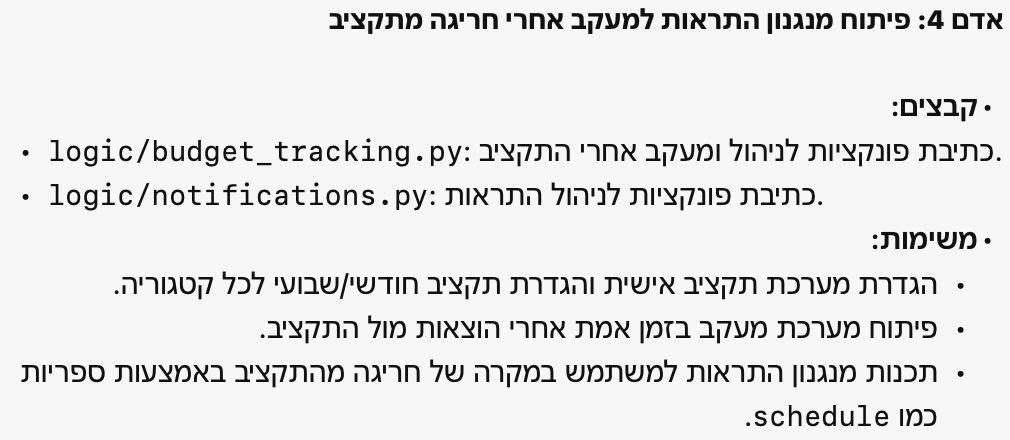 אדם 4: פיתוח מנגנון התראות למעקב אחרי חריגה מתקציב
• קבצים:
• logic/budget_tracking.py: כתיבת פונקציות לניהול ומעקב אחרי התקציב.
• logic/notifications.py: כתיבת פונקציות לניהול התראות.
• משימות:
• הגדרת מערכת תקציב אישית והגדרת תקציב חודשי/שבועי לכל קטגוריה.
• פיתוח מערכת מעקב בזמן אמת אחרי הוצאות מול התקציב.
• תכנות מנגנון התראות למשתמש במקרה של חריגה מהתקציב באמצעות ספריות
כמו schedule.